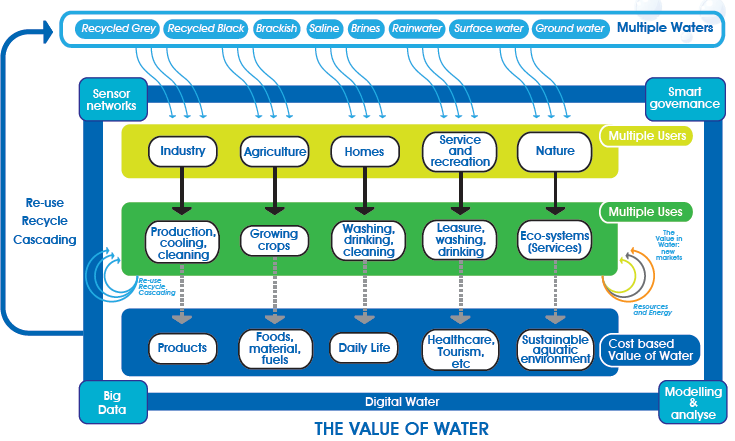 Recycled Grey Recycled Black Brackish Saline Brines Rainwater Surface water Ground water Multiple Waters
Sensor
networks
Smart
governance
Multiple Users
Industry
Agriculture
Homes
Service
and
recreation
Nature
Re-use
Recycle
Cascading
Multiple Uses
Production,
cooling,
cleaning
Growing
crops
Washing,
drinking,
cleaning
Leasure,
washing,
drinking
Eco-systems
(Services)
The
Value in
Water:
new
markets
Re-use
Recycle
Cascading
Resources
and Energy
Products
Foods,
material,
fuels
Daily Life
Healthcare,
Tourism,
etc
Sustainable
aquatic
environment
Cost based
Value of Water
Big
Data
Digital Water
Modelling
&
analyse
THE VALUE OF WATER